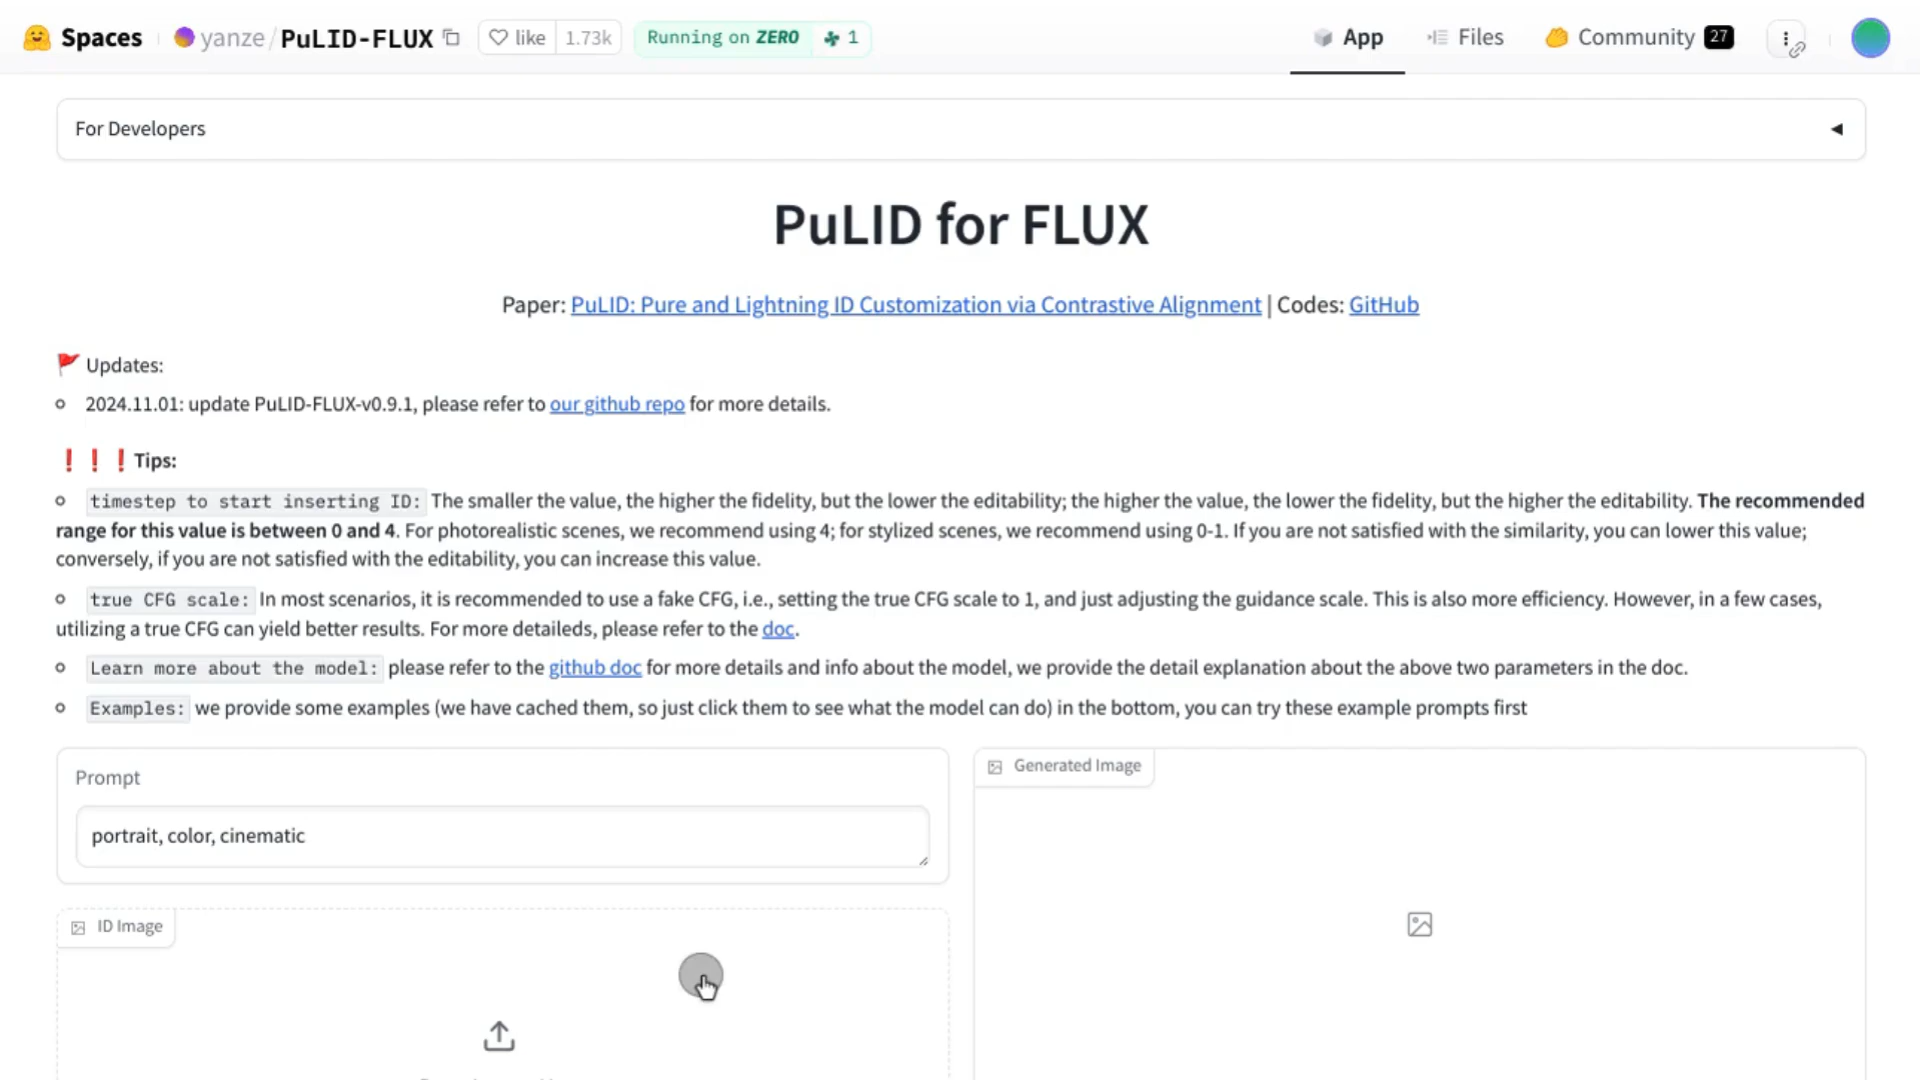 Spaces yanze/PuLID-FLUX like 1.73k Running on ZERO 1 App Files Community 27
For Developers
PuLID for FLUX
Paper: PuLID: Pure and Lightning ID Customization via Contrastive Alignment | Codes: GitHub
🚩 Updates:
2024.11.01: update PuLID-FLUX-v0.9.1, please refer to our github repo for more details.
❗❗❗Tips:
timestep to start inserting ID: The smaller the value, the higher the fidelity, but the lower the editability; the higher the value, the lower the fidelity, but the higher the editability. The recommended
range for this value is between 0 and 4. For photorealistic scenes, we recommend using 4; for stylized scenes, we recommend using 0-1. If you are not satisfied with the similarity, you can lower this value;
conversely, if you are not satisfied with the editability, you can increase this value.
true CFG scale: In most scenarios, it is recommended to use a fake CFG, i.e., setting the true CFG scale to 1, and just adjusting the guidance scale. This is also more efficiency. However, in a few cases,
utilizing a true CFG can yield better results. For more detaileds, please refer to the doc.
Learn more about the model: please refer to the github doc for more details and info about the model, we provide the detail explanation about the above two parameters in the doc.
Examples: we provide some examples (we have cached them, so just click them to see what the model can do) in the bottom, you can try these example prompts first
Prompt
portrait, color, cinematic
ID Image
Generated Image